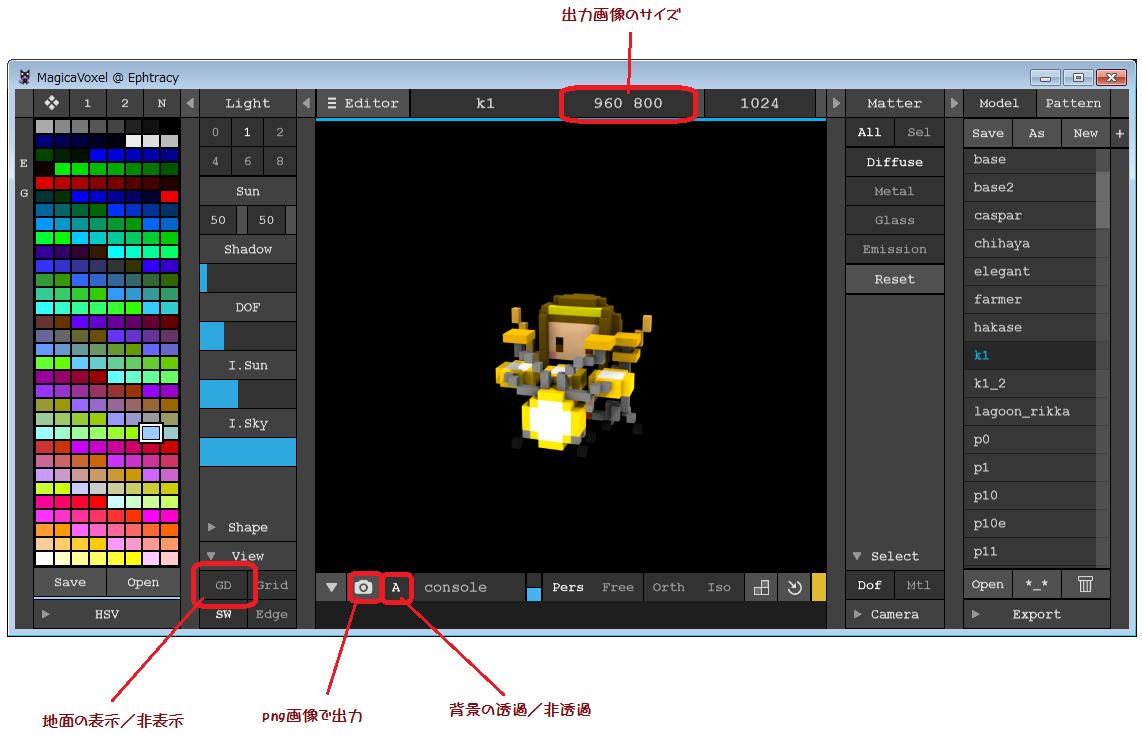 出力画像のサイズ
MagicaVoxel @ Ephtracy
1 2 N
Light
Editor
k1
960 800
1024
Matter
Model
Pattern
0 1 2
4 6 8
Sun
50 50
Shadow
DOF
I.Sun
I.Sky
Shape
View
GD
Grid
SW
Edge
E
G
Save
Open
HSV
A
console
Pers
Free
Orth
Iso
All
Sel
Diffuse
Metal
Glass
Emission
Reset
Select
Dof
Mtl
Camera
Save
As
New
+
base
base2
caspar
chihaya
elegant
farmer
hakase
k1
k1_2
lagoon_rikka
p0
p1
p10
p10e
p11
Open
*_*
Export
地面の表示／非表示
png画像で出力
背景の透過／非透過